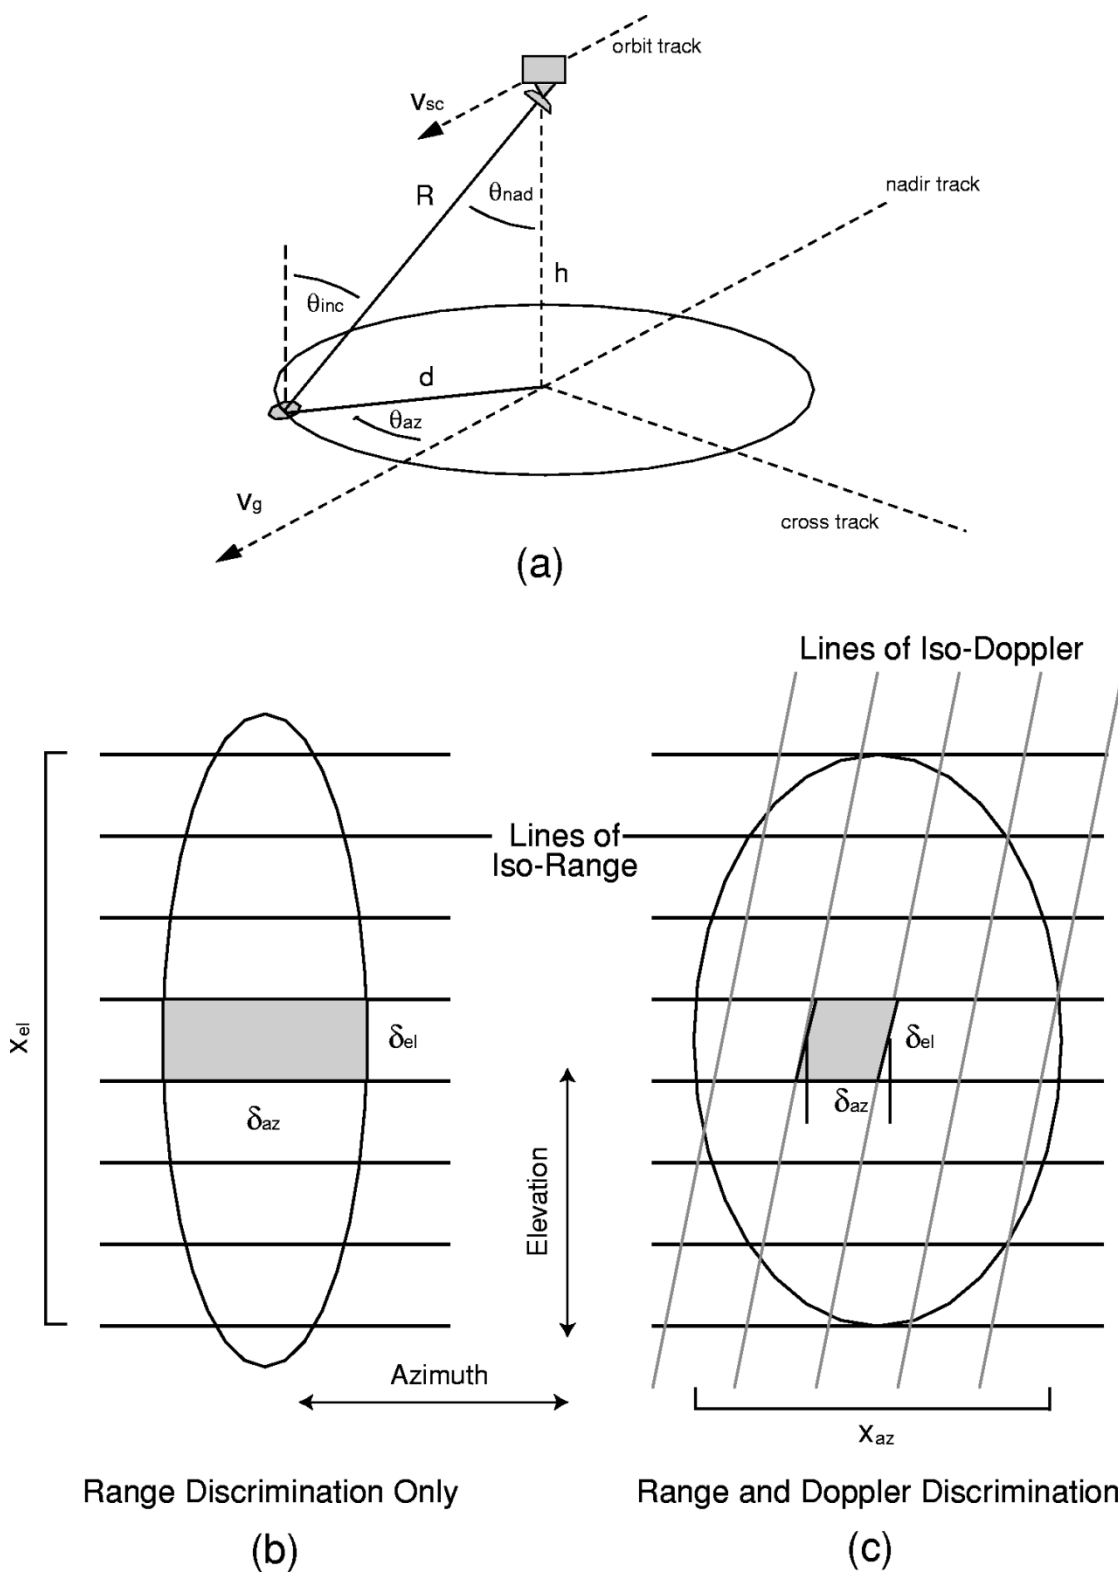 orbit track
Vsc
nadir track
R
θnad
h
θinc
d
θaz
Vg
cross track
(a)
Lines of Iso-Doppler
Lines of
Iso-Range
xel
δel
δel
δaz
δaz
Elevation
Azimuth
xaz
Range Discrimination Only
Range and Doppler Discrimination
(b)
(c)